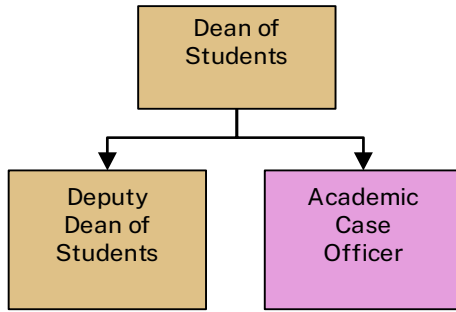 Dean of
Students
Deputy
Dean of
Students
Academic
Case
Officer